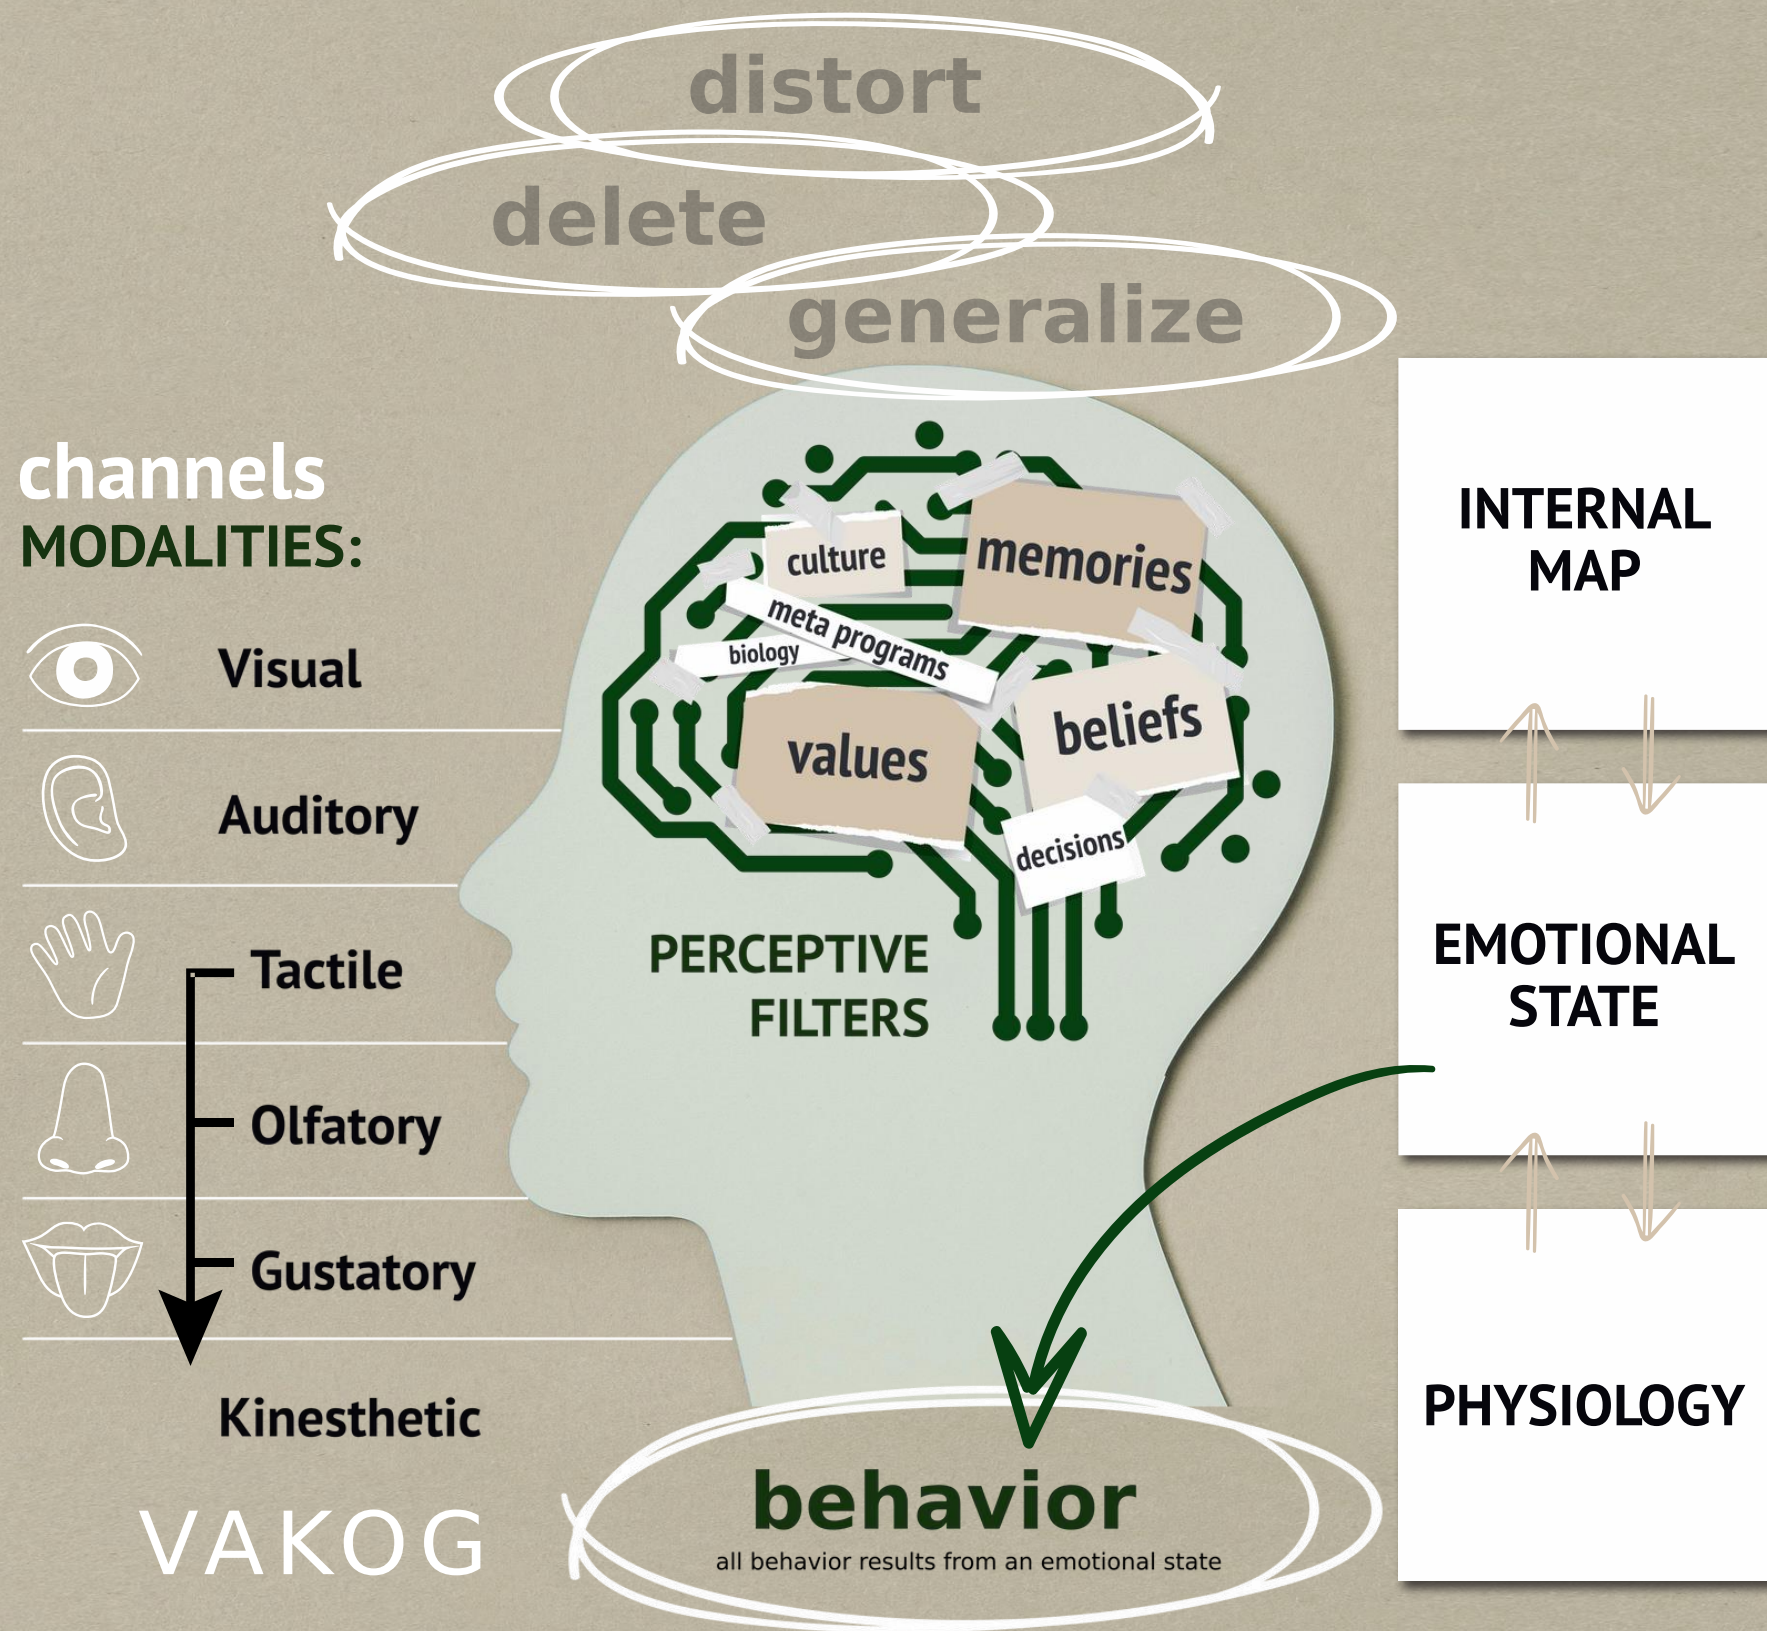 distort
delete
generalize
channels
MODALITIES:
Visual
Auditory
Tactile
Olfatory
Gustatory
Kinesthetic
VAKOG
culture
memories
meta programs
biology
values
beliefs
decisions
PERCEPTIVE
FILTERS
behavior
all behavior results from an emotional state
INTERNAL
MAP
EMOTIONAL
STATE
PHYSIOLOGY